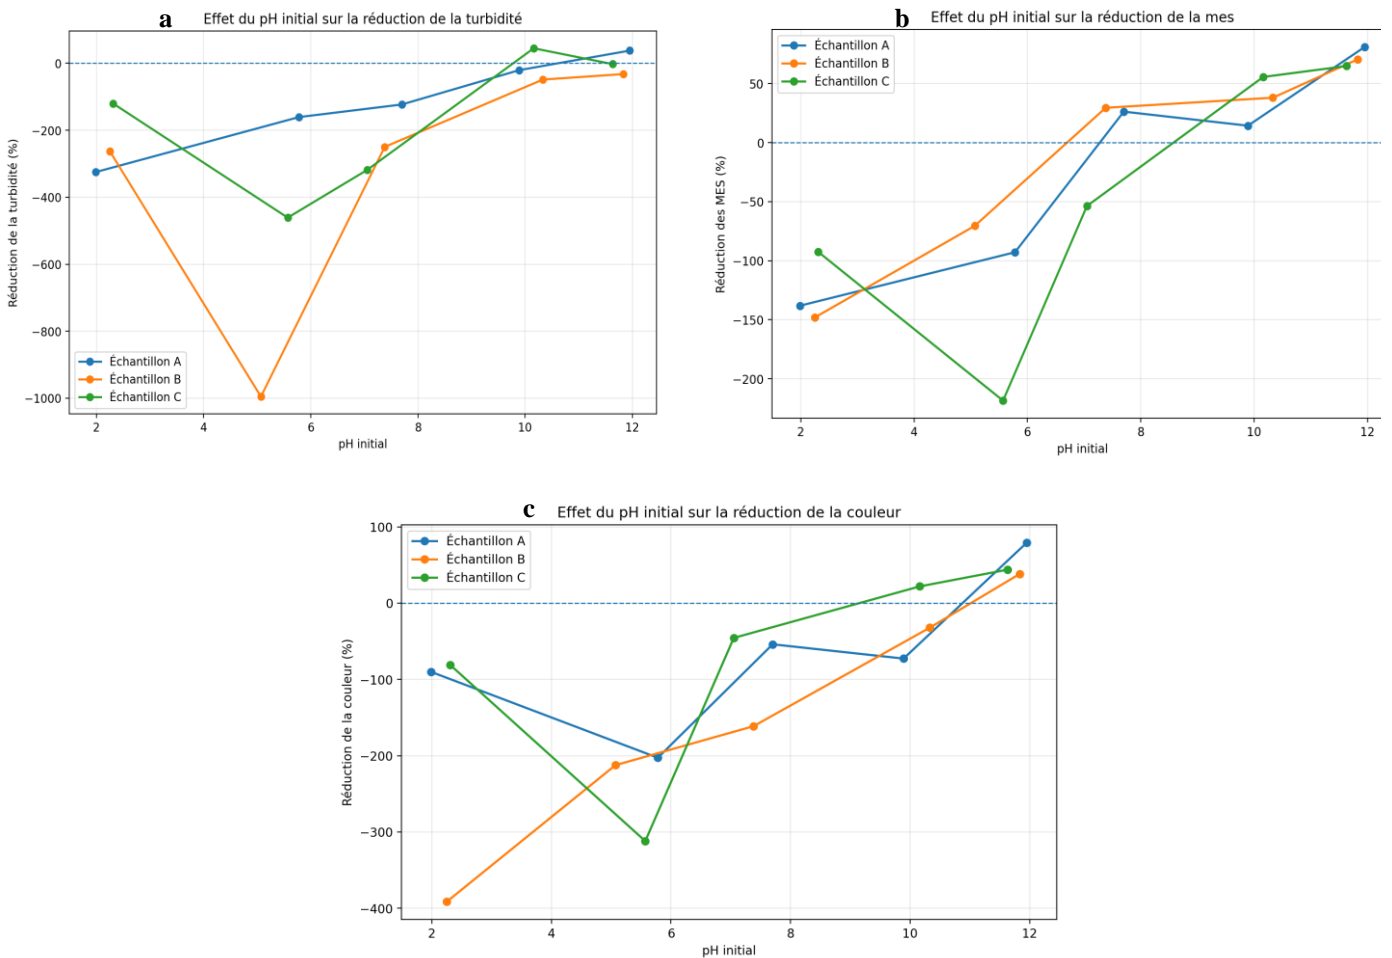 a
Effet du pH initial sur la réduction de la turbidité
Réduction de la turbidité (%)
0
−200
−400
−600
−800
−1000
Échantillon A
Échantillon B
Échantillon C
2 4 6 8 10 12
pH initial
b
Effet du pH initial sur la réduction de la mes
Échantillon A
Échantillon B
Échantillon C
Réduction des MES (%)
50
0
−50
−100
−150
−200
2 4 6 8 10 12
pH initial
c
Effet du pH initial sur la réduction de la couleur
Échantillon A
Échantillon B
Échantillon C
Réduction de la couleur (%)
100
0
−100
−200
−300
−400
2 4 6 8 10 12
pH initial